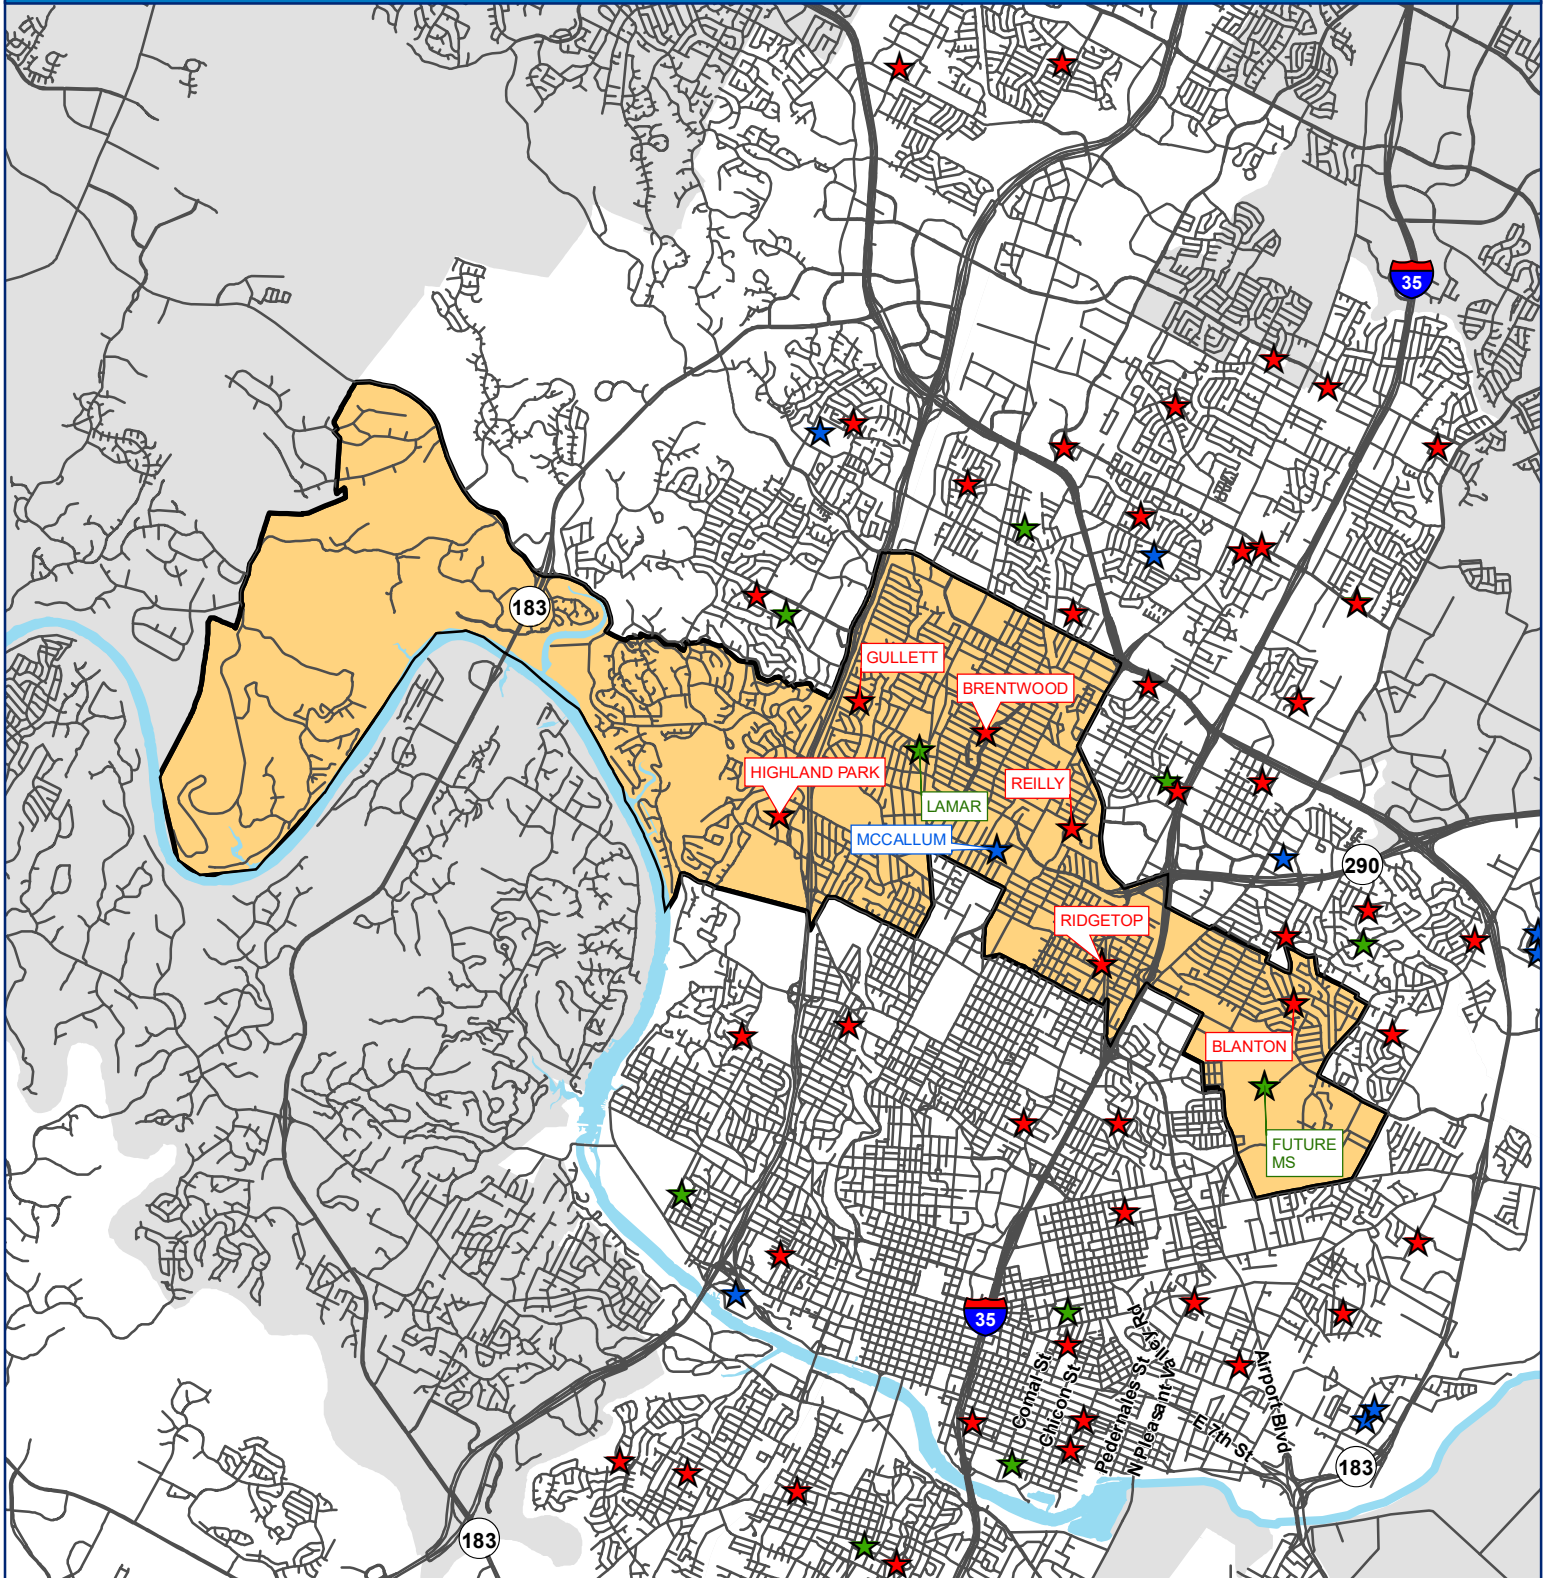 35
183
GULLETT
BRENTWOOD
HIGHLAND PARK
REILLY
LAMAR
MCCALLUM
290
RIDGETOP
BLANTON
FUTURE
MS
35
Comal St
Chicon St
Pedernales St
N Pleasant Valley Rd
E 7th St
Airport Blvd
183
183